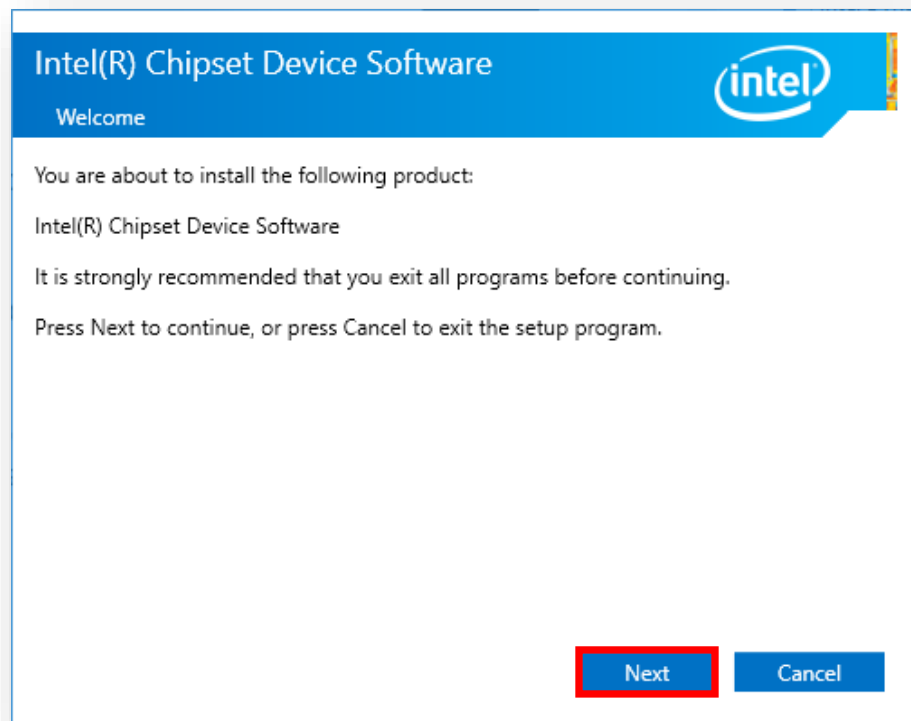 Intel(R) Chipset Device Software
intel
Welcome
You are about to install the following product:
Intel(R) Chipset Device Software
It is strongly recommended that you exit all programs before continuing.
Press Next to continue, or press Cancel to exit the setup program.
Next
Cancel